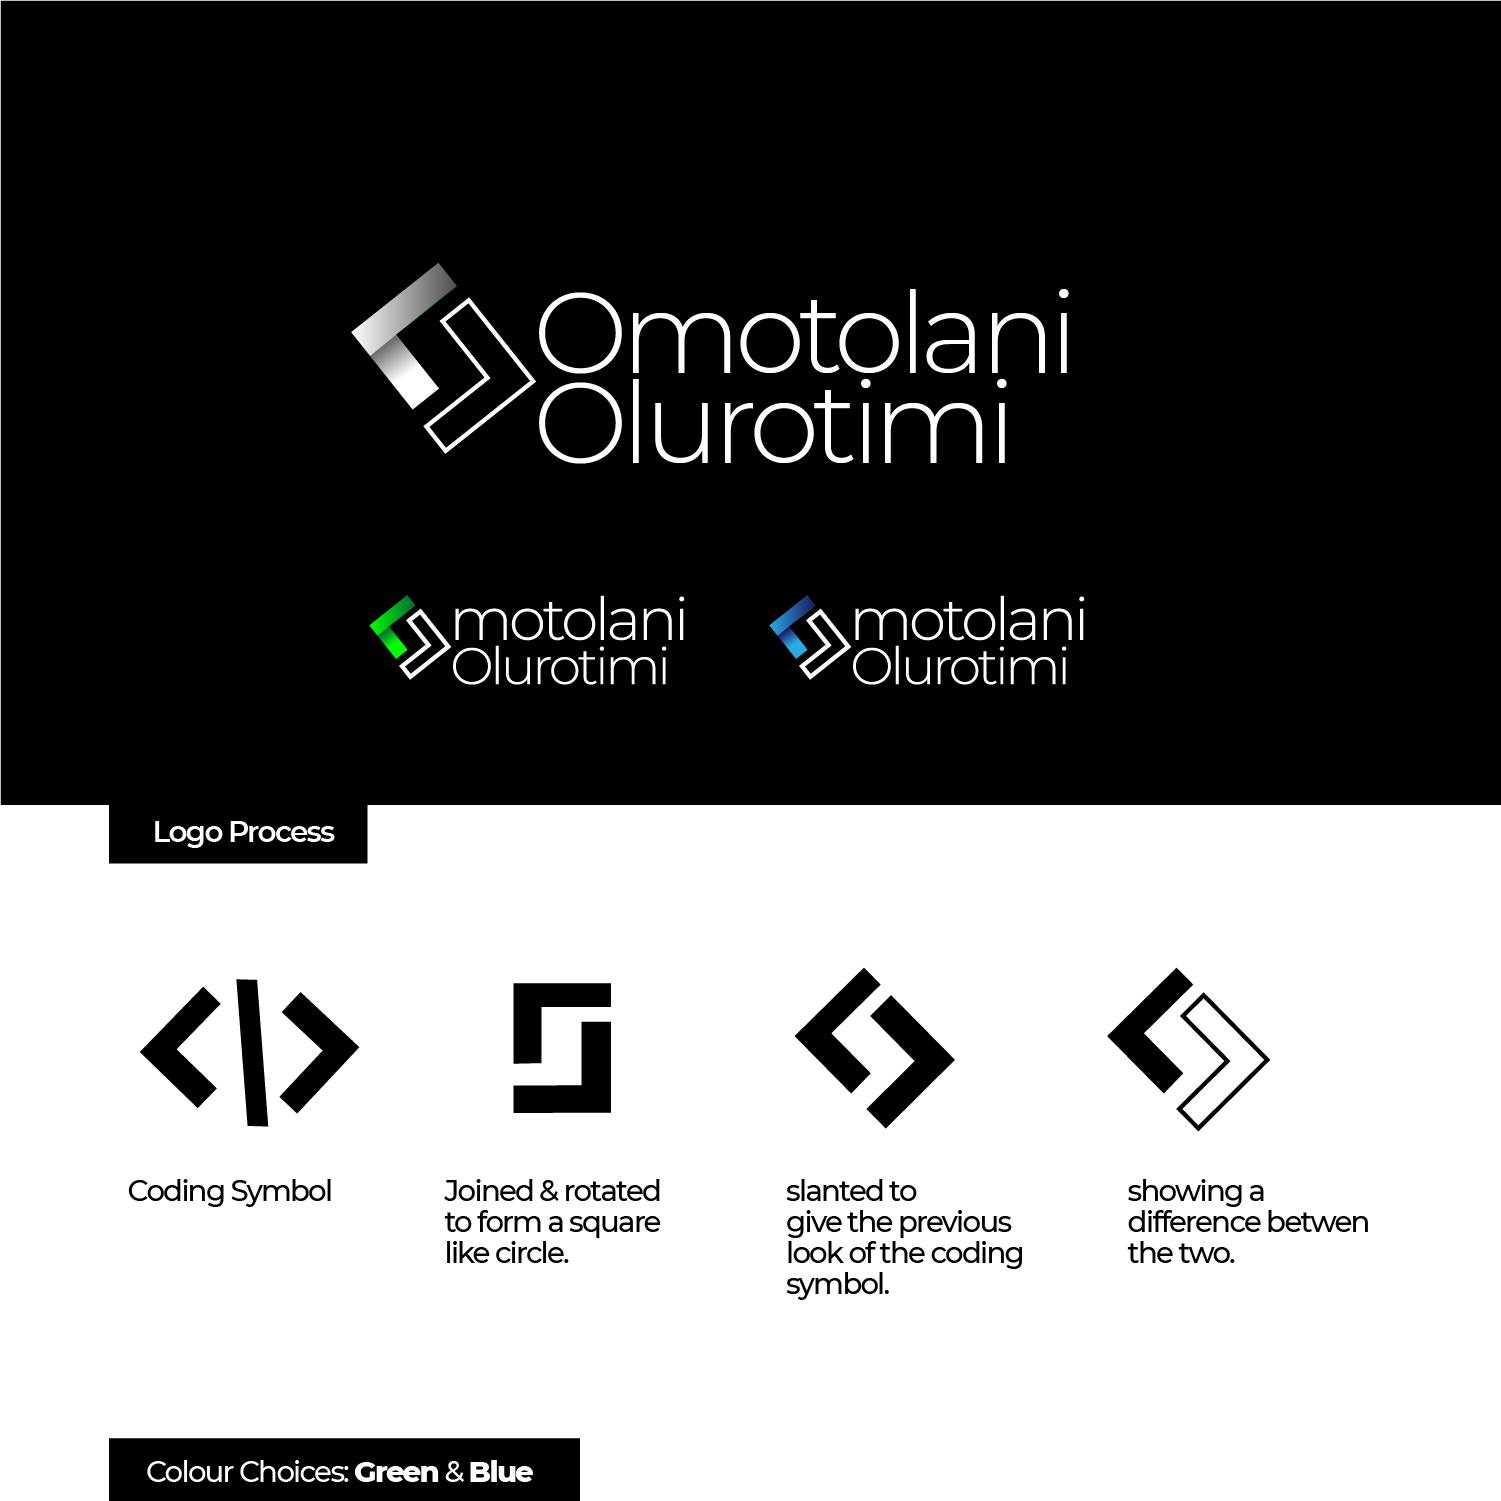 Omotolani
Olurotimi
motolani
Olurotimi
motolani
Olurotimi
Logo Process
Coding Symbol
Joined & rotated
to form a square
like circle.
slanted to
give the previous
look of the coding
symbol.
showing a
difference betwen
the two.
Colour Choices: Green & Blue